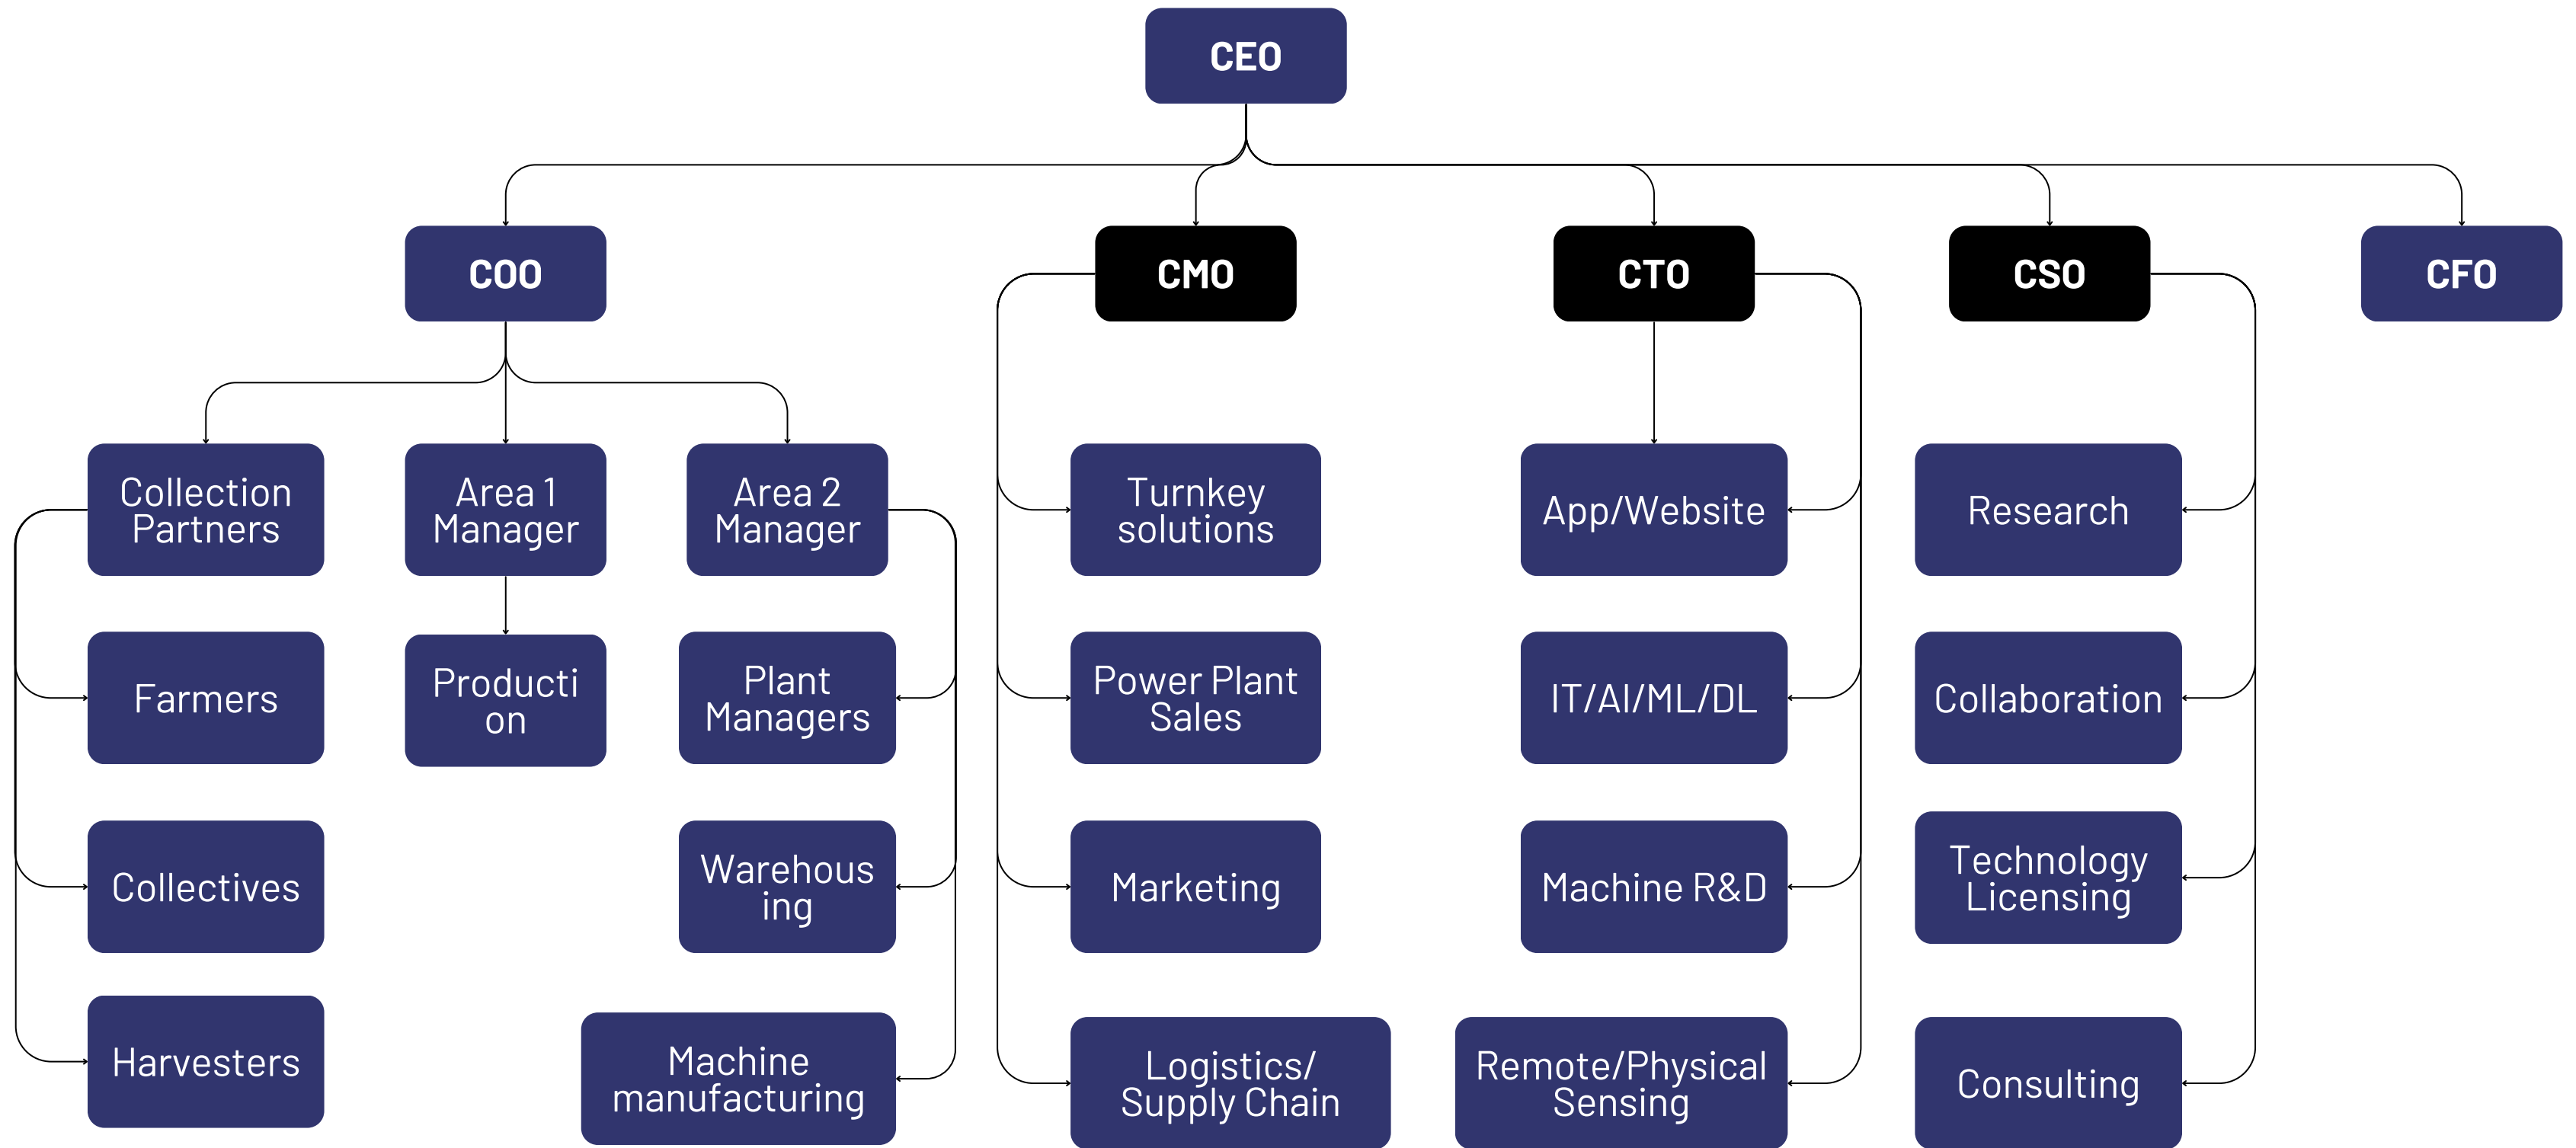 CEO
COO
CMO
CTO
CSO
CFO
Collection
Partners
Area 1
Manager
Area 2
Manager
Turnkey
solutions
App/Website
Research
Farmers
Producti
on
Plant
Managers
Power Plant
Sales
IT/AI/ML/DL
Collaboration
Collectives
Warehous
ing
Marketing
Machine R&D
Technology
Licensing
Harvesters
Machine
manufacturing
Logistics/
Supply Chain
Remote/Physical
Sensing
Consulting